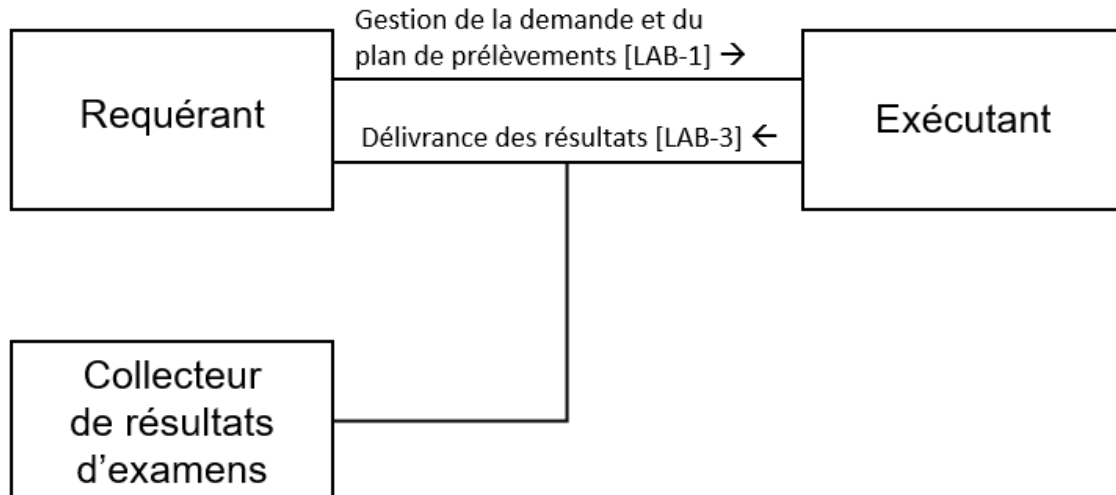 Gestion de la demande et du
plan de prélèvements [LAB-1] →
Requérant
Exécutant
Délivrance des résultats [LAB-3] ←
Collecteur
de résultats
d’examens